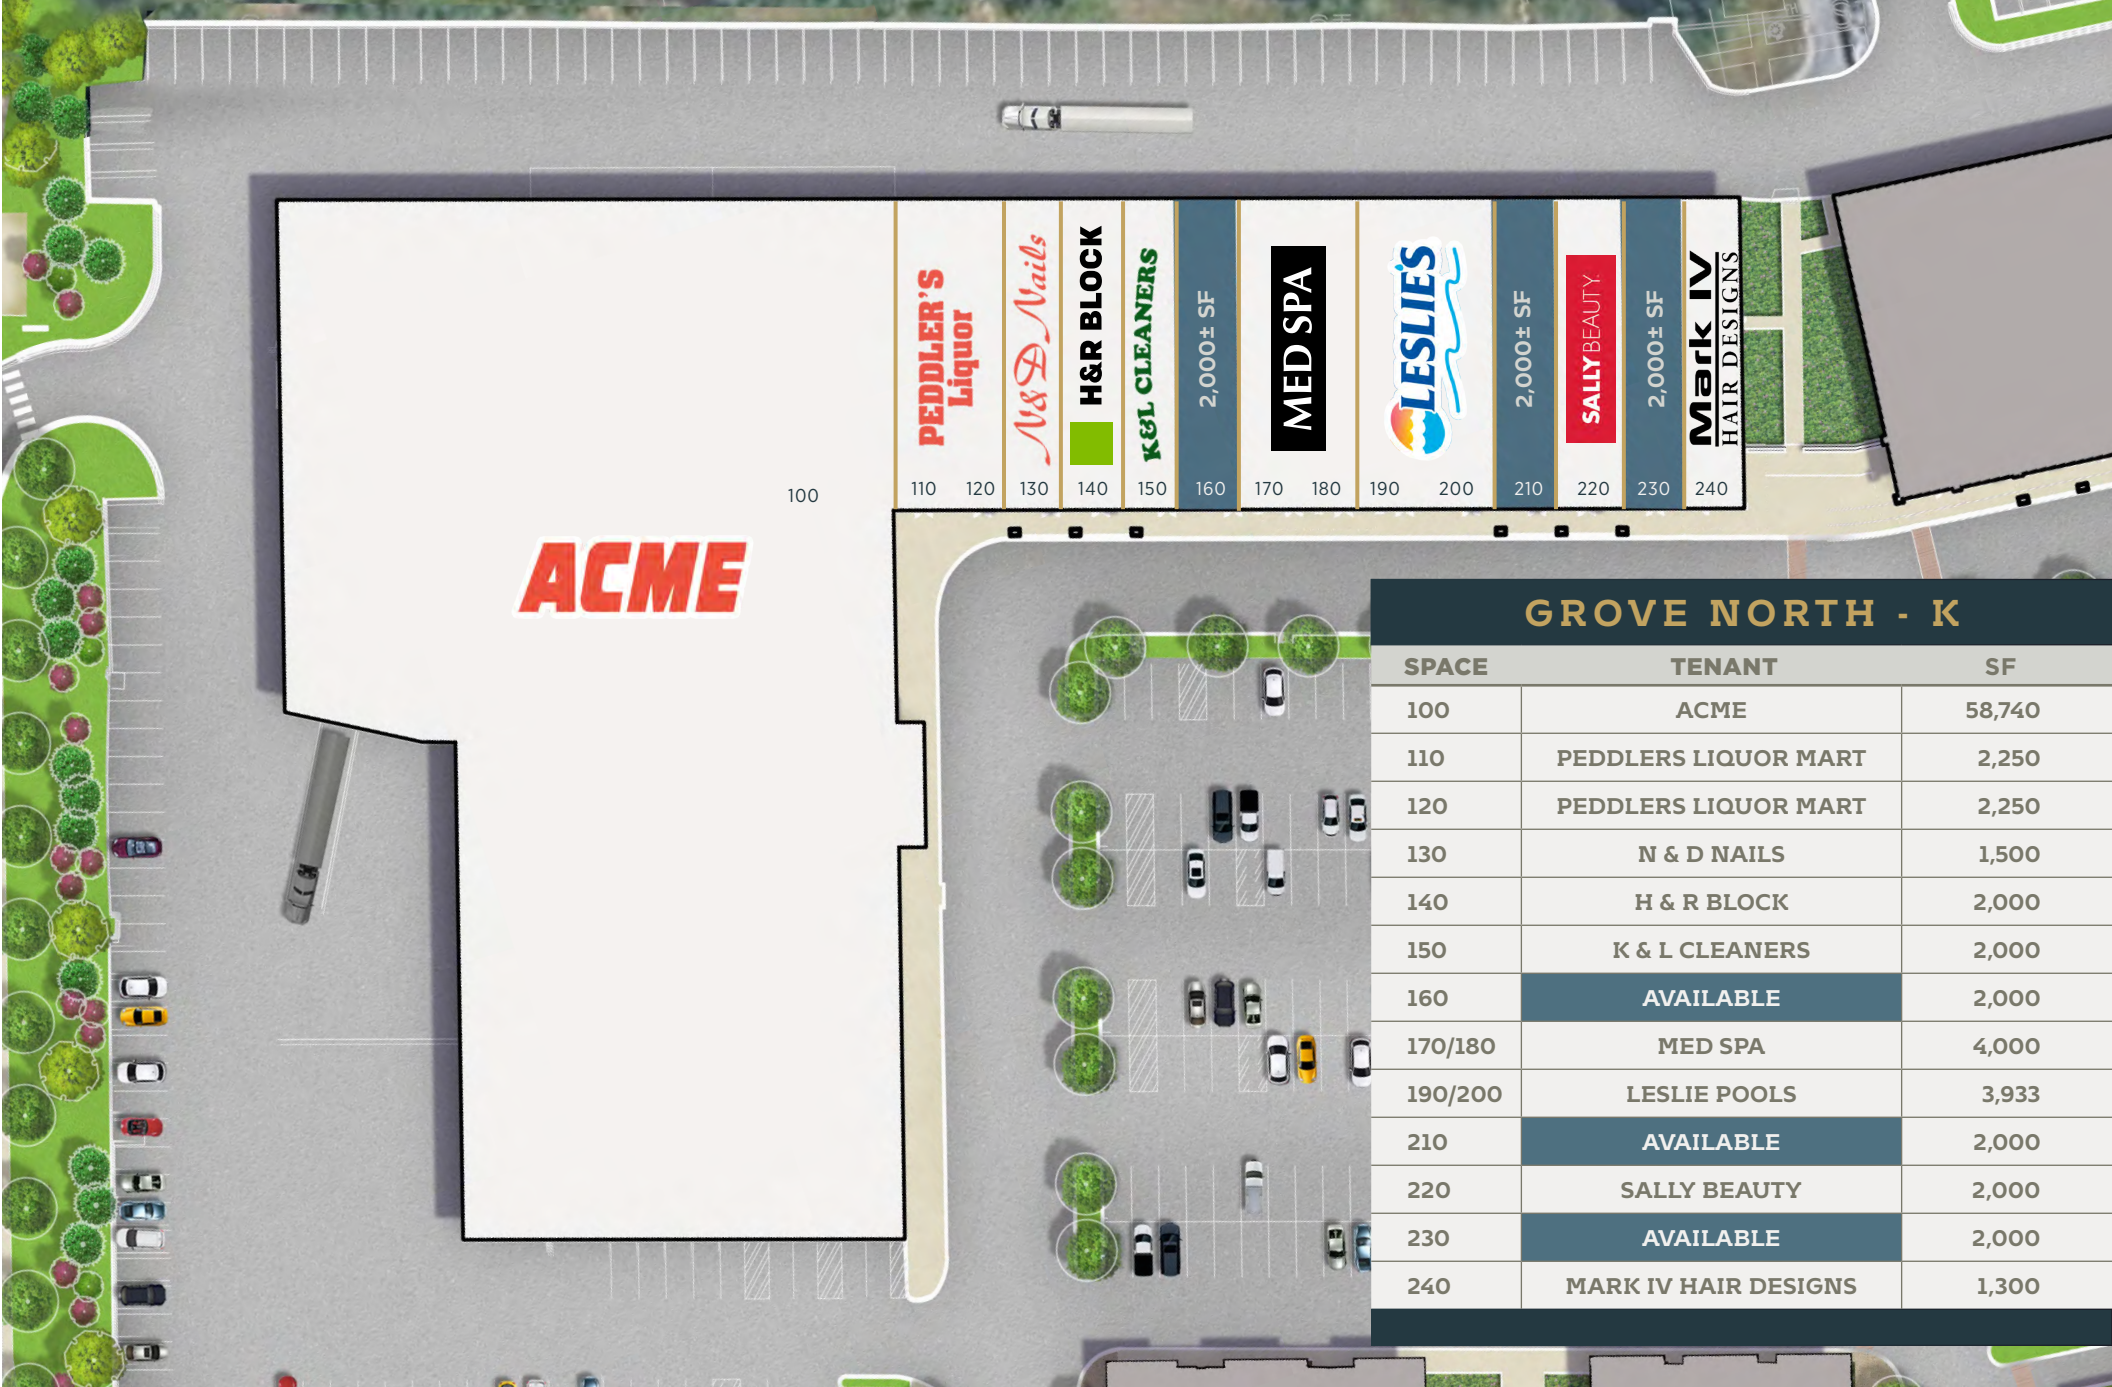 PEDDLER'S
Liquor
N&D Nails
H&R BLOCK
K&L CLEANERS
2,000± SF
MED SPA
LESLIE'S
2,000± SF
SALLY BEAUTY.
2,000± SF
Mark IV
HAIR DESIGNS
100
110 120 130 140 150 160 170 180 190 200 210 220 230 240
ACME
GROVE NORTH - K
SPACE TENANT SF
100 ACME 58,740
110 PEDDLERS LIQUOR MART 2,250
120 PEDDLERS LIQUOR MART 2,250
130 N & D NAILS 1,500
140 H & R BLOCK 2,000
150 K & L CLEANERS 2,000
160 AVAILABLE 2,000
170/180 MED SPA 4,000
190/200 LESLIE POOLS 3,933
210 AVAILABLE 2,000
220 SALLY BEAUTY 2,000
230 AVAILABLE 2,000
240 MARK IV HAIR DESIGNS 1,300